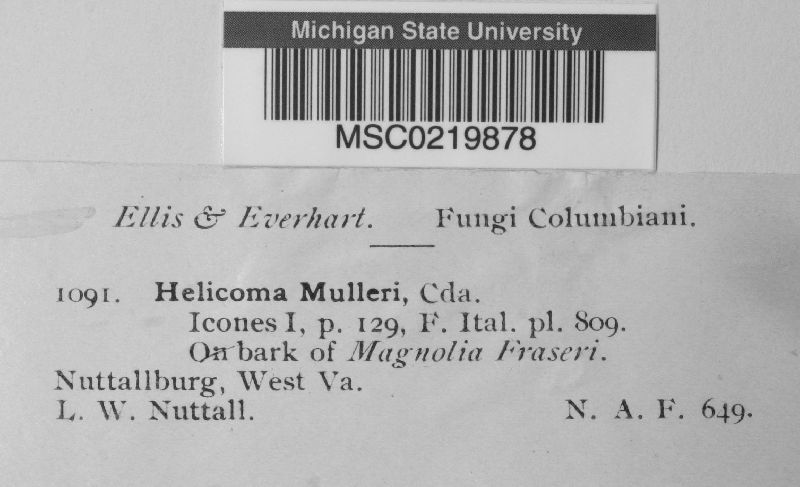 Michigan State University
MSC0219878
Ellis & Everhart. Fungi Columbiani.
1091. Helicoma Mulleri, Cda.
Icones I, p. 129, F. Ital. pl. 809.
On bark of Magnolia Fraseri.
Nuttallburg, West Va.
L. W. Nuttall. N. A. F. 649.